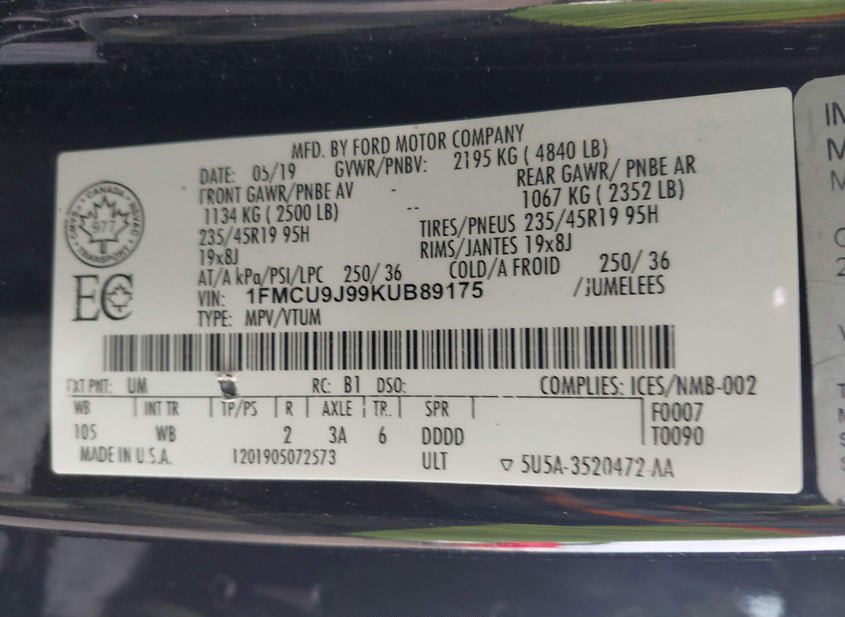 MFD. BY FORD MOTOR COMPANY
DATE: 05/19 GVWR/PNBV: 2195 KG ( 4840 LB)
FRONT GAWR/PNBE AV - REAR GAWR/ PNBE AR
1134 KG ( 2500 LB) -- 1067 KG ( 2352 LB)
235/45R19 95H TIRES/PNEUS 235/45R19 95H
19x8J RIMS/JANTES 19x8J
AT/A kPa/PSI/LPC 250/ 36 COLD/A FROID 250/ 36
VIN: 1FMCU9J99KUB89175 /JUMELEES
TYPE: MPV/VTUM
CANADA
977
TRANSPORT
EC
EXT PNT: UM RC: B1 DSO: COMPLIES: ICES/NMB-002
WB INT TR TP/PS R AXLE TR. SPR F0007
105 WB 2 3A 6 DDDD T0090
MADE IN U.S.A. 1201905072573 ULT ▽ 5U5A-3520472-AA